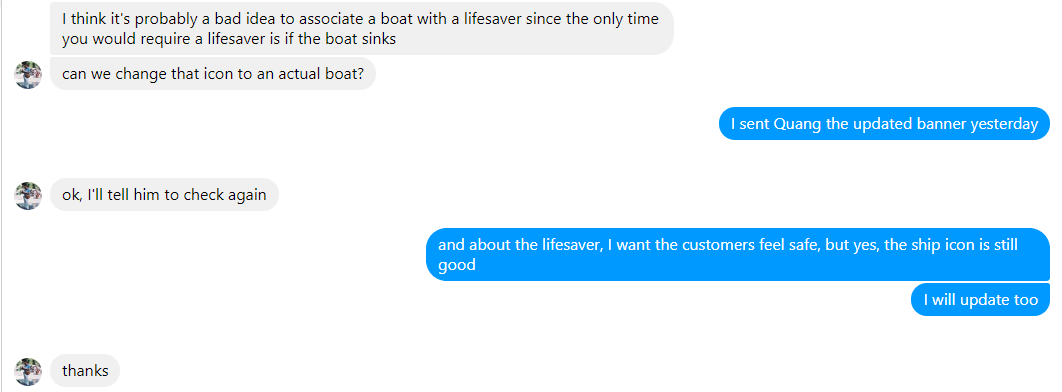 I think it's probably a bad idea to associate a boat with a lifesaver since the only time
you would require a lifesaver is if the boat sinks
can we change that icon to an actual boat?
I sent Quang the updated banner yesterday
ok, I'll tell him to check again
and about the lifesaver, I want the customers feel safe, but yes, the ship icon is still
good
I will update too
thanks